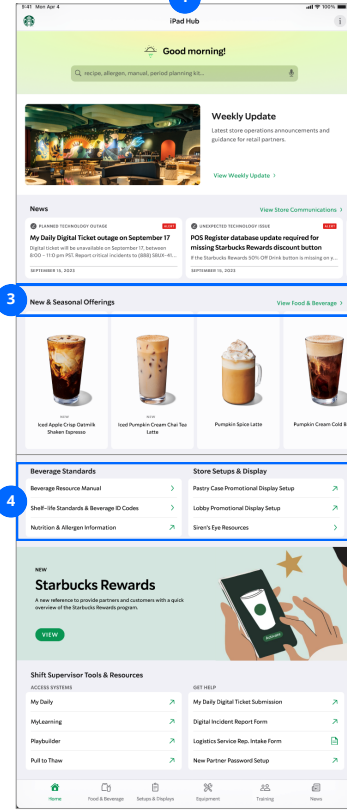 9:41 Mon Apr 4
100%
iPad Hub
Good morning!
recipe, allergen, manual, period planning kit...
Weekly Update
Latest store operations announcements and
guidance for retail partners.
View Weekly Update >
News
View Store Communications >
PLANNED TECHNOLOGY OUTAGE
ALERT
My Daily Digital Ticket outage on September 17
Digital ticket will be unavailable on September 17, between
8:00 - 11:0 pm PST. Report critical incidents to (888) SBUX-41...
SEPTEMBER 15, 2023
UNEXPECTED TECHNOLOGY ISSUE
ALERT
POS Register database update required for
missing Starbucks Rewards discount button
If the Starbucks Rewards 50% Off Drink button is missing on y...
SEPTEMBER 15, 2023
3
New & Seasonal Offerings
View Food & Beverage >
NEW
Iced Apple Crisp Oatmilk
Shaken Espresso
NEW
Iced Pumpkin Cream Chai Tea
Latte
Pumpkin Spice Latte
Pumpkin Cream Cold B
4
Beverage Standards
Beverage Resource Manual
Shelf-life Standards & Beverage ID Codes
Nutrition & Allergen Information
Store Setups & Display
Pastry Case Promotional Display Setup
Lobby Promotional Display Setup
Siren's Eye Resources
NEW
Starbucks Rewards
A new reference to provide partners and customers with a quick
overview of the Starbucks Rewards program.
VIEW
Shift Supervisor Tools & Resources
ACCESS SYSTEMS
My Daily
MyLearning
Playbuilder
Pull to Thaw
GET HELP
My Daily Digital Ticket Submission
Digital Incident Report Form
Logistics Service Rep. Intake Form
New Partner Password Setup
Home
Food & Beverage
Setups & Displays
Equipment
Training
News